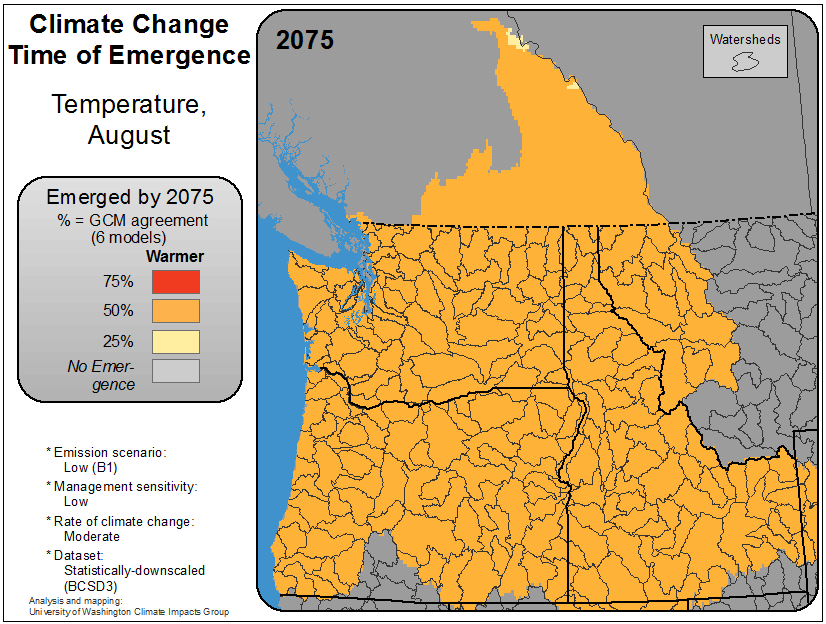 Climate Change
Time of Emergence
Temperature,
August
Emerged by 2075
% = GCM agreement
(6 models)
Warmer
75%
50%
25%
No Emer-
gence
* Emission scenario:
Low (B1)
* Management sensitivity:
Low
* Rate of climate change:
Moderate
* Dataset:
Statistically-downscaled
(BCSD3)
Analysis and mapping:
University of Washington Climate Impacts Group
2075
Watersheds